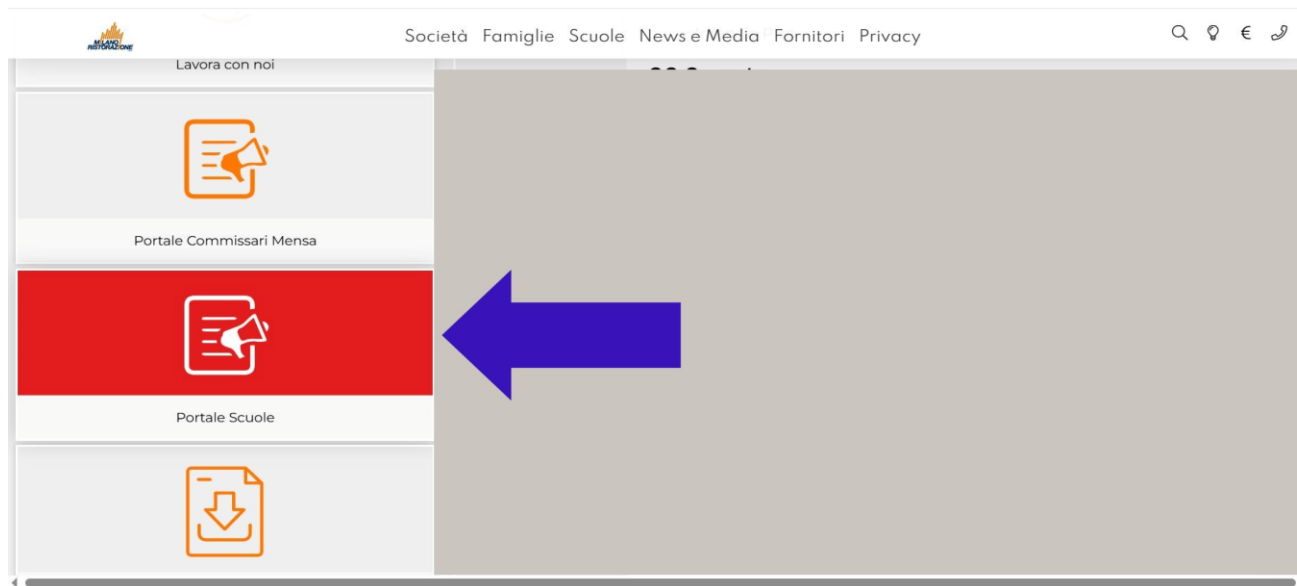 MILANO
RISTORAZIONE
Società Famiglie Scuole News e Media Fornitori Privacy
€
Lavora con noi
Portale Commissari Mensa
Portale Scuole